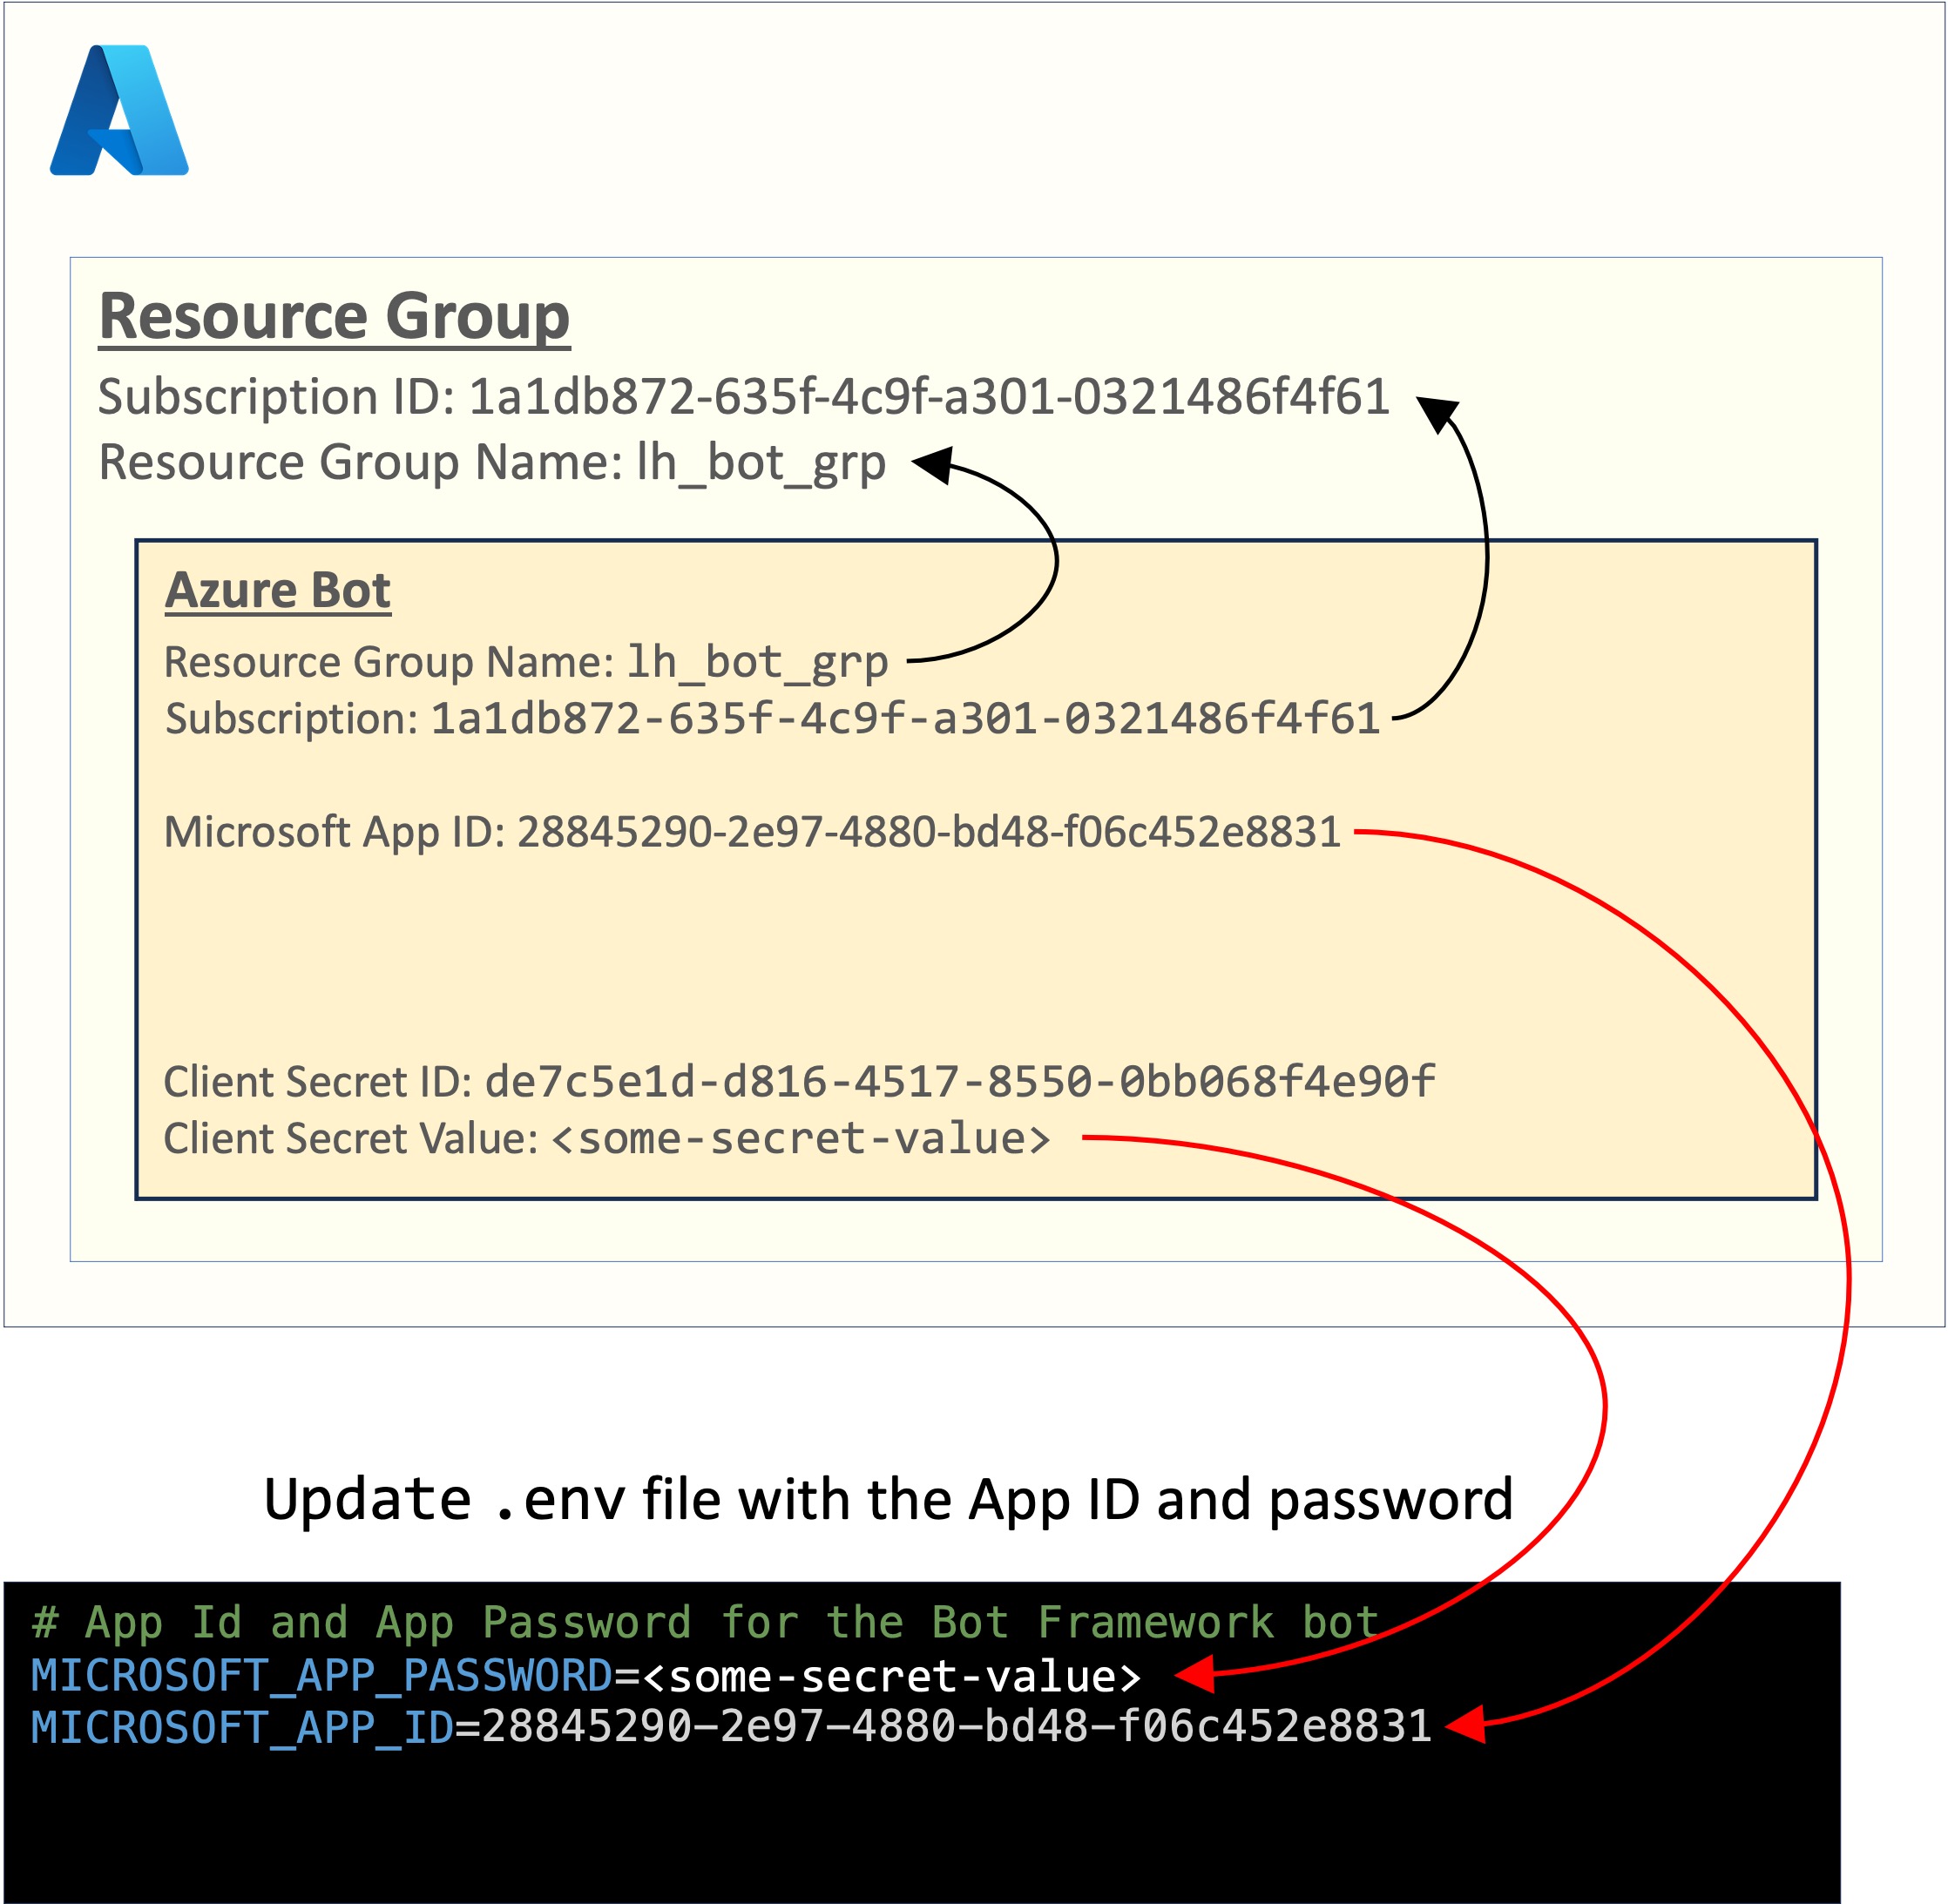 Resource Group
Subscription ID: 1a1db872-635f-4c9f-a301-0321486f4f61
Resource Group Name: lh_bot_grp
Azure Bot
Resource Group Name: lh_bot_grp
Subscription: 1a1db872-635f-4c9f-a301-0321486f4f61
Microsoft App ID: 28845290-2e97-4880-bd48-f06c452e8831
Client Secret ID: de7c5e1d-d816-4517-8550-0bb068f4e90f
Client Secret Value: <some-secret-value>
Update .env file with the App ID and password
# App Id and App Password for the Bot Framework bot
MICROSOFT_APP_PASSWORD=<some-secret-value>
MICROSOFT_APP_ID=28845290–2e97–4880–bd48–f06c452e8831